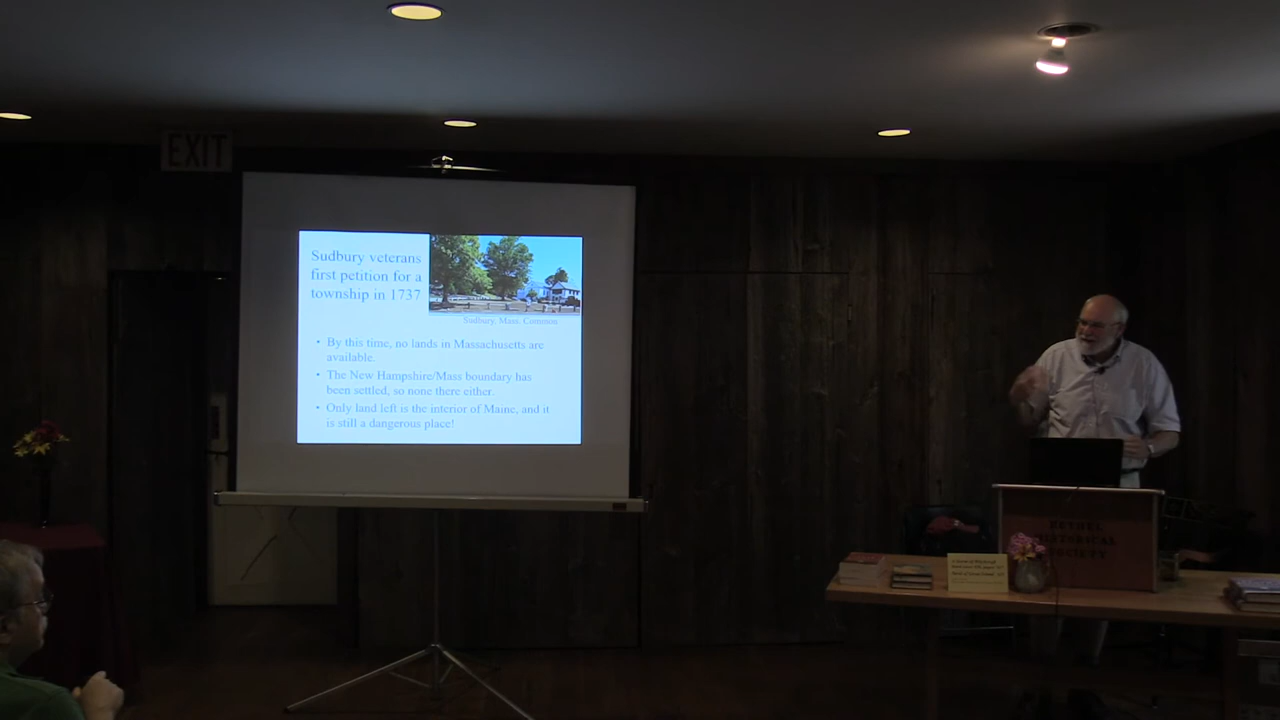 EXIT
Sudbury veterans
first petition for a
township in 1737
Sudbury, Mass. Common
• By this time, no lands in Massachusetts are
available.
• The New Hampshire/Mass boundary has
been settled, so none there either.
• Only land left is the interior of Maine, and it
is still a dangerous place!
BETHEL
HISTORICAL
SOCIETY